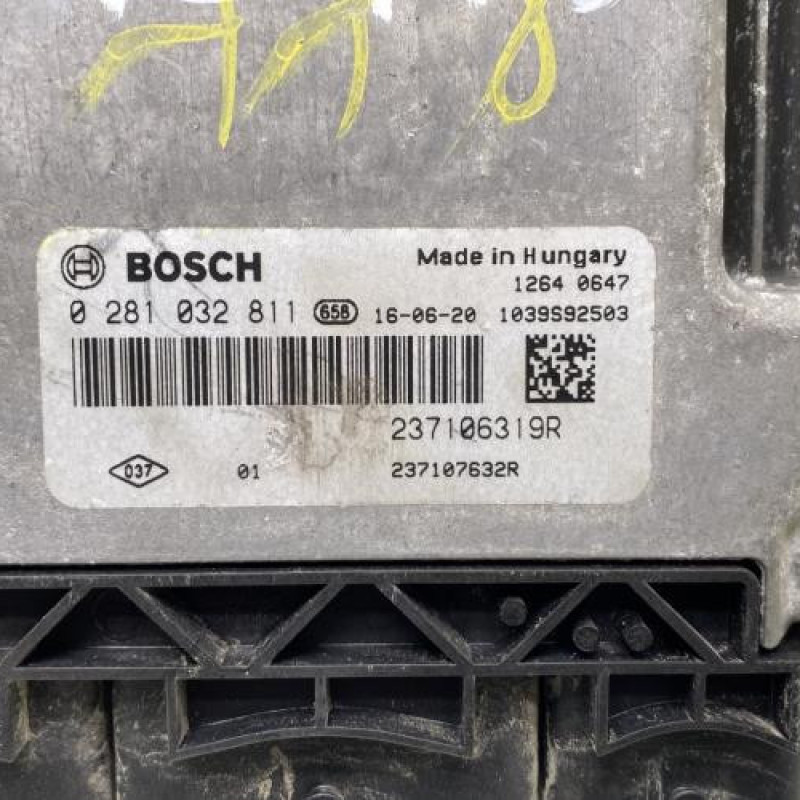 BOSCH
Made in Hungary
1264 0647
0 281 032 811 658 16-06-20 1039S92503
237106319R
037 01 237107632R